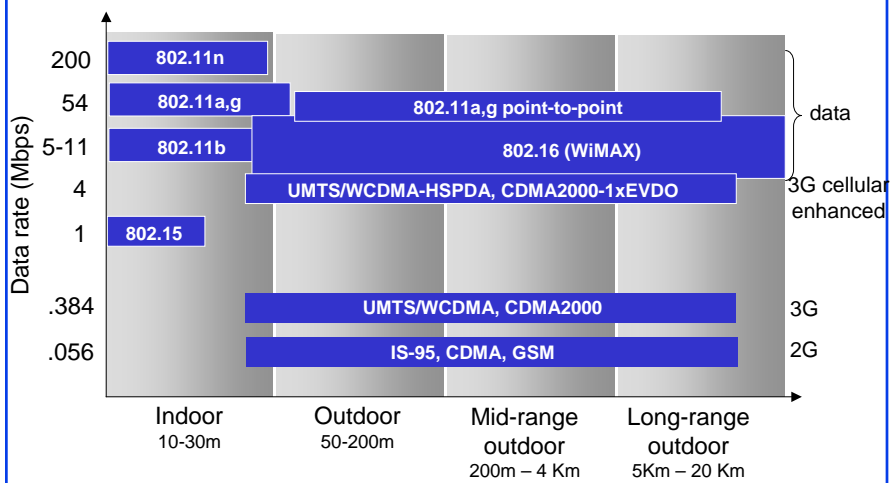 200
802.11n
54
802.11a,g
802.11a,g point-to-point
data
5-11
802.11b
802.16 (WiMAX)
4
UMTS/WCDMA-HSPDA, CDMA2000-1xEVDO
3G cellular
enhanced
1
802.15
.384
UMTS/WCDMA, CDMA2000
3G
.056
IS-95, CDMA, GSM
2G
Data rate (Mbps)
Indoor
10-30m
Outdoor
50-200m
Mid-range
outdoor
200m – 4 Km
Long-range
outdoor
5Km – 20 Km